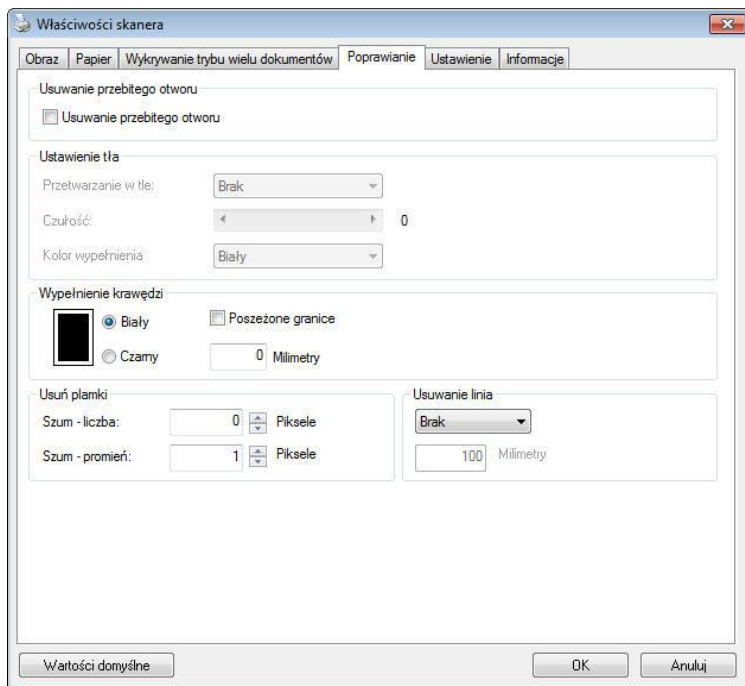 Właściwości skanera
Obraz Papier Wykrywanie trybu wielu dokumentów Poprawianie Ustawienie Informacje
Usuwanie przebitego otworu
Usuwanie przebitego otworu
Ustawienie tła
Przetwarzanie w tle: Brak
Czułość: 0
Kolor wypełnienia Biały
Wypełnienie krawędzi
Biały Poszeżone granice
Czarny 0 Milimetry
Usuń plamki Usuwanie linia
Szum - liczba: 0 Piksele Brak
Szum - promień: 1 Piksele 100 Milimetry
Wartości domyślne OK Anuluj